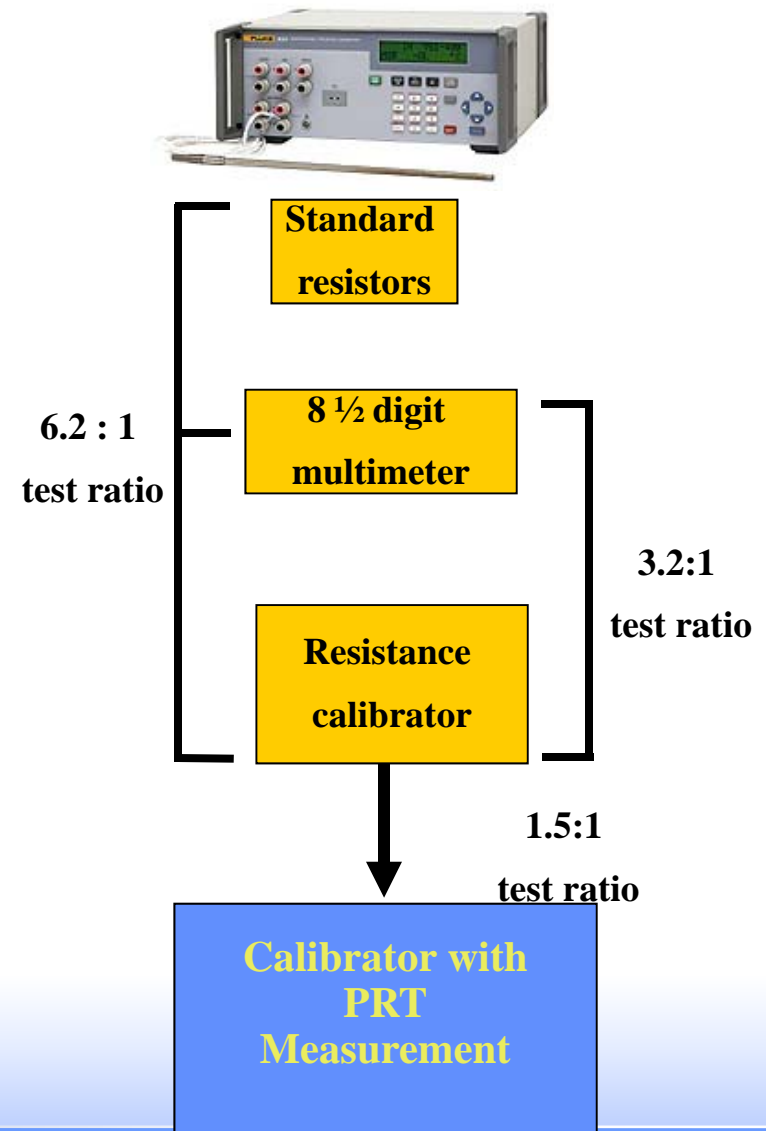 FLUKE
Standard
resistors
6.2 : 1
test ratio
8 ½ digit
multimeter
3.2:1
test ratio
Resistance
calibrator
1.5:1
test ratio
Calibrator with
PRT
Measurement